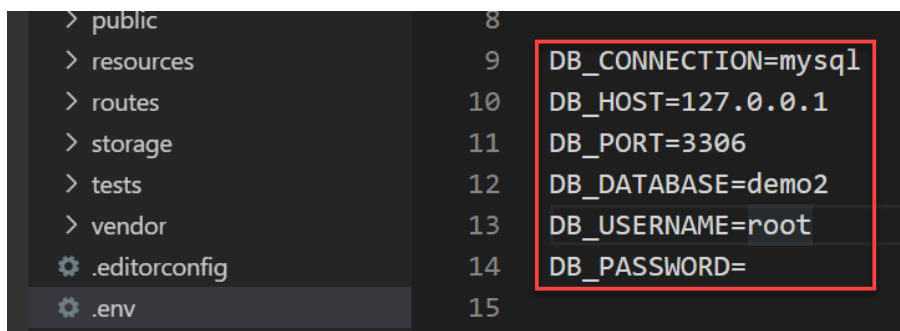 > public
> resources
> routes
> storage
> tests
> vendor
.editorconfig
.env
8
9 DB_CONNECTION=mysql
10 DB_HOST=127.0.0.1
11 DB_PORT=3306
12 DB_DATABASE=demo2
13 DB_USERNAME=root
14 DB_PASSWORD=
15